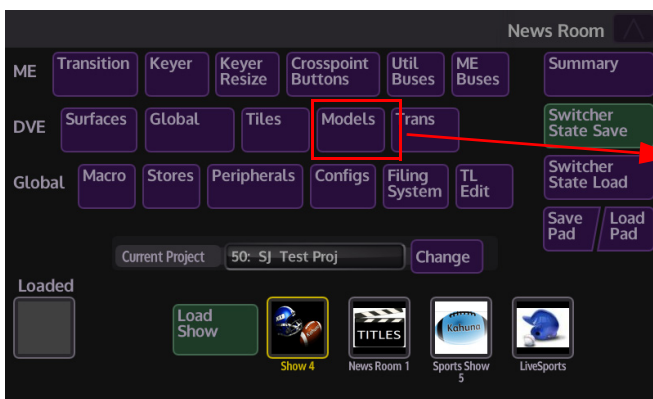 News Room
ME Transition Keyer Keyer Resize Crosspoint Buttons Util Buses ME Buses Summary
DVE Surfaces Global Tiles Models Trans Switcher State Save
Global Macro Stores Peripherals Configs Filing System TL Edit Switcher State Load
Save Pad Load Pad
Current Project 50: SJ Test Proj Change
Loaded
Load Show
TITLES
Kahuna
Show 4 News Room 1 Sports Show 5 LiveSports